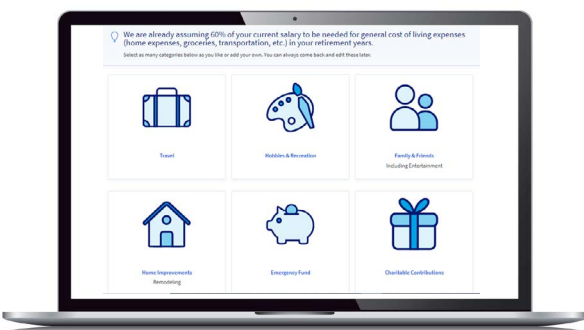 We are already assuming 60% of your current salary to be needed for general cost of living expenses
(home expenses, groceries, transportation, etc.) in your retirement years.
Select as many categories below as you like or add your own. You can always come back and edit these later.
Travel
Hobbies & Recreation
Family & Friends
Including Entertainment
Home Improvements
Remodeling
Emergency Fund
Charitable Contributions